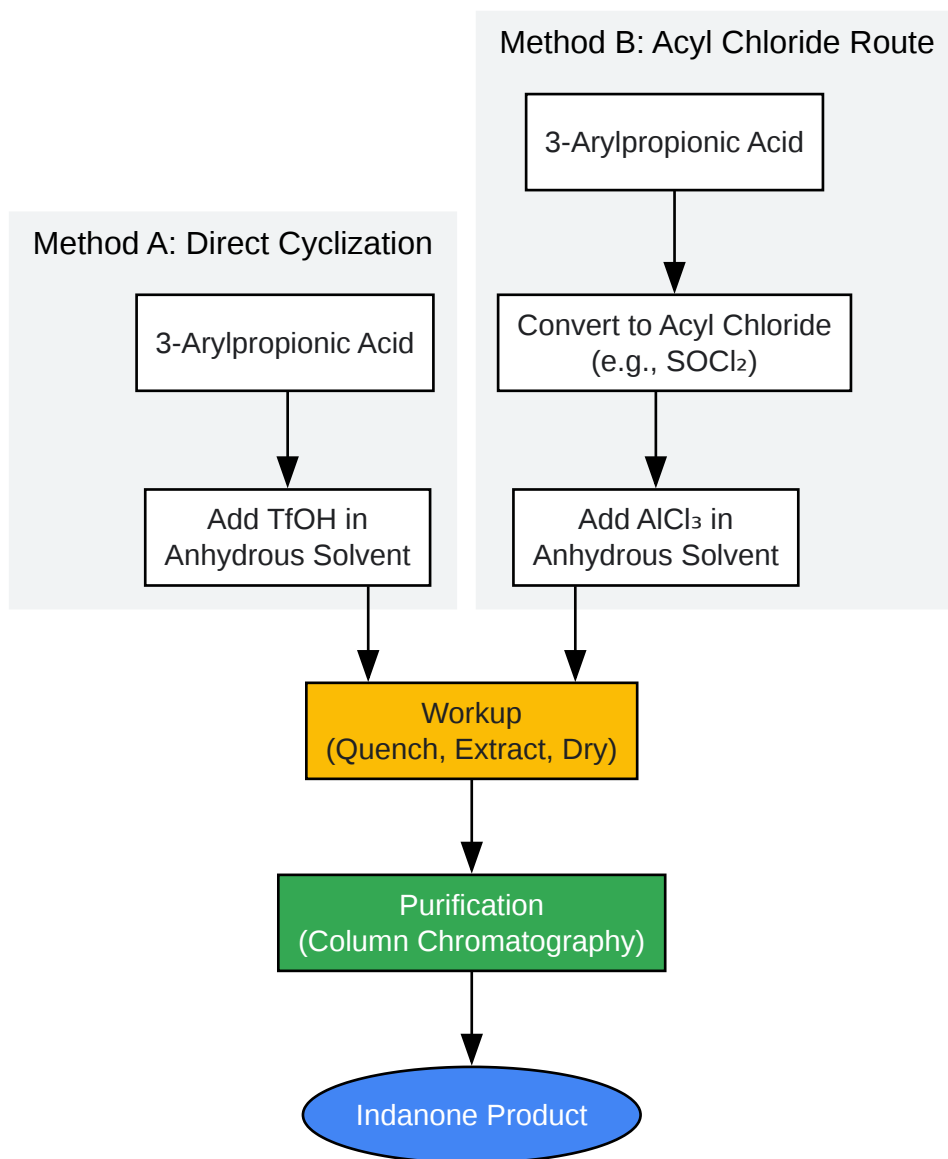 Method B: Acyl Chloride Route
3-Arylpropionic Acid
Method A: Direct Cyclization
3-Arylpropionic Acid
Convert to Acyl Chloride
(e.g., SOCl₂)
Add TfOH in
Anhydrous Solvent
Add AlCl₃ in
Anhydrous Solvent
Workup
(Quench, Extract, Dry)
Purification
(Column Chromatography)
Indanone Product